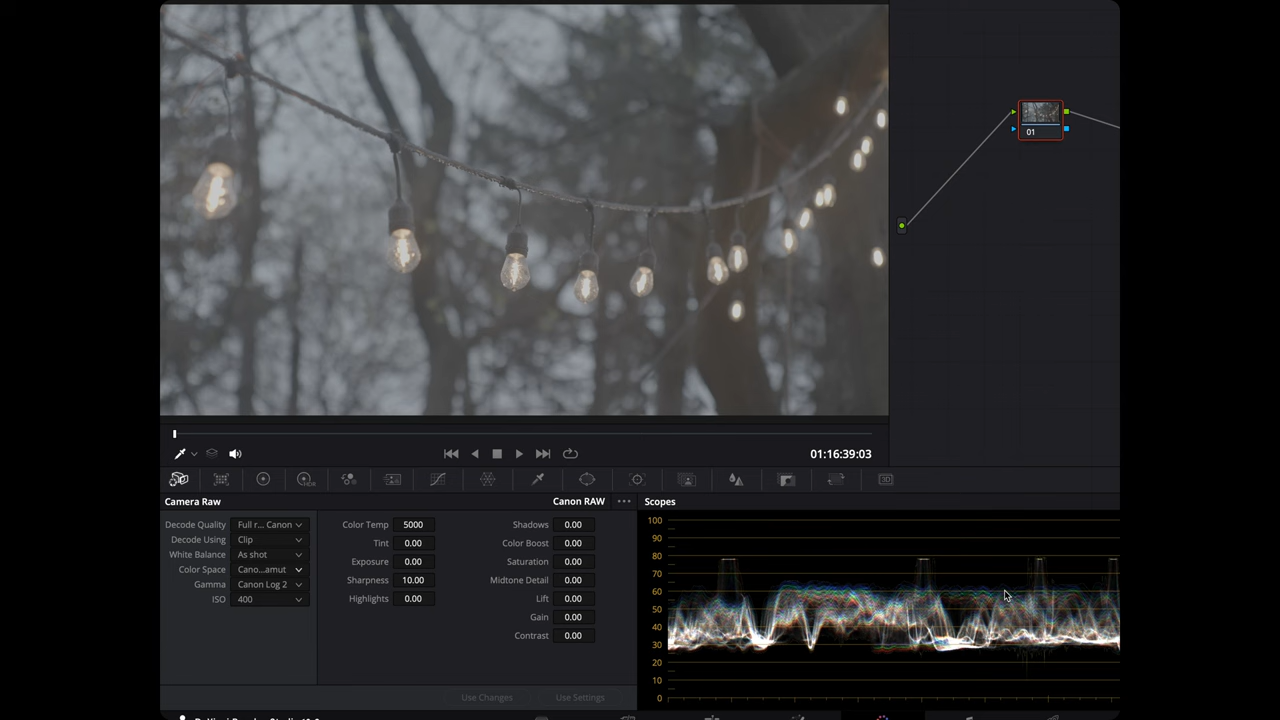 01
01:16:39:03
HDR
3D
Camera Raw
Canon RAW
Scopes
Decode Quality Full r... Canon
Decode Using Clip
White Balance As shot
Color Space Cano...amut
Gamma Canon Log 2
ISO 400
Color Temp 5000
Tint 0.00
Exposure 0.00
Sharpness 10.00
Highlights 0.00
Shadows 0.00
Color Boost 0.00
Saturation 0.00
Midtone Detail 0.00
Lift 0.00
Gain 0.00
Contrast 0.00
Use Changes
Use Settings
100
90
80
70
60
50
40
30
20
10
0